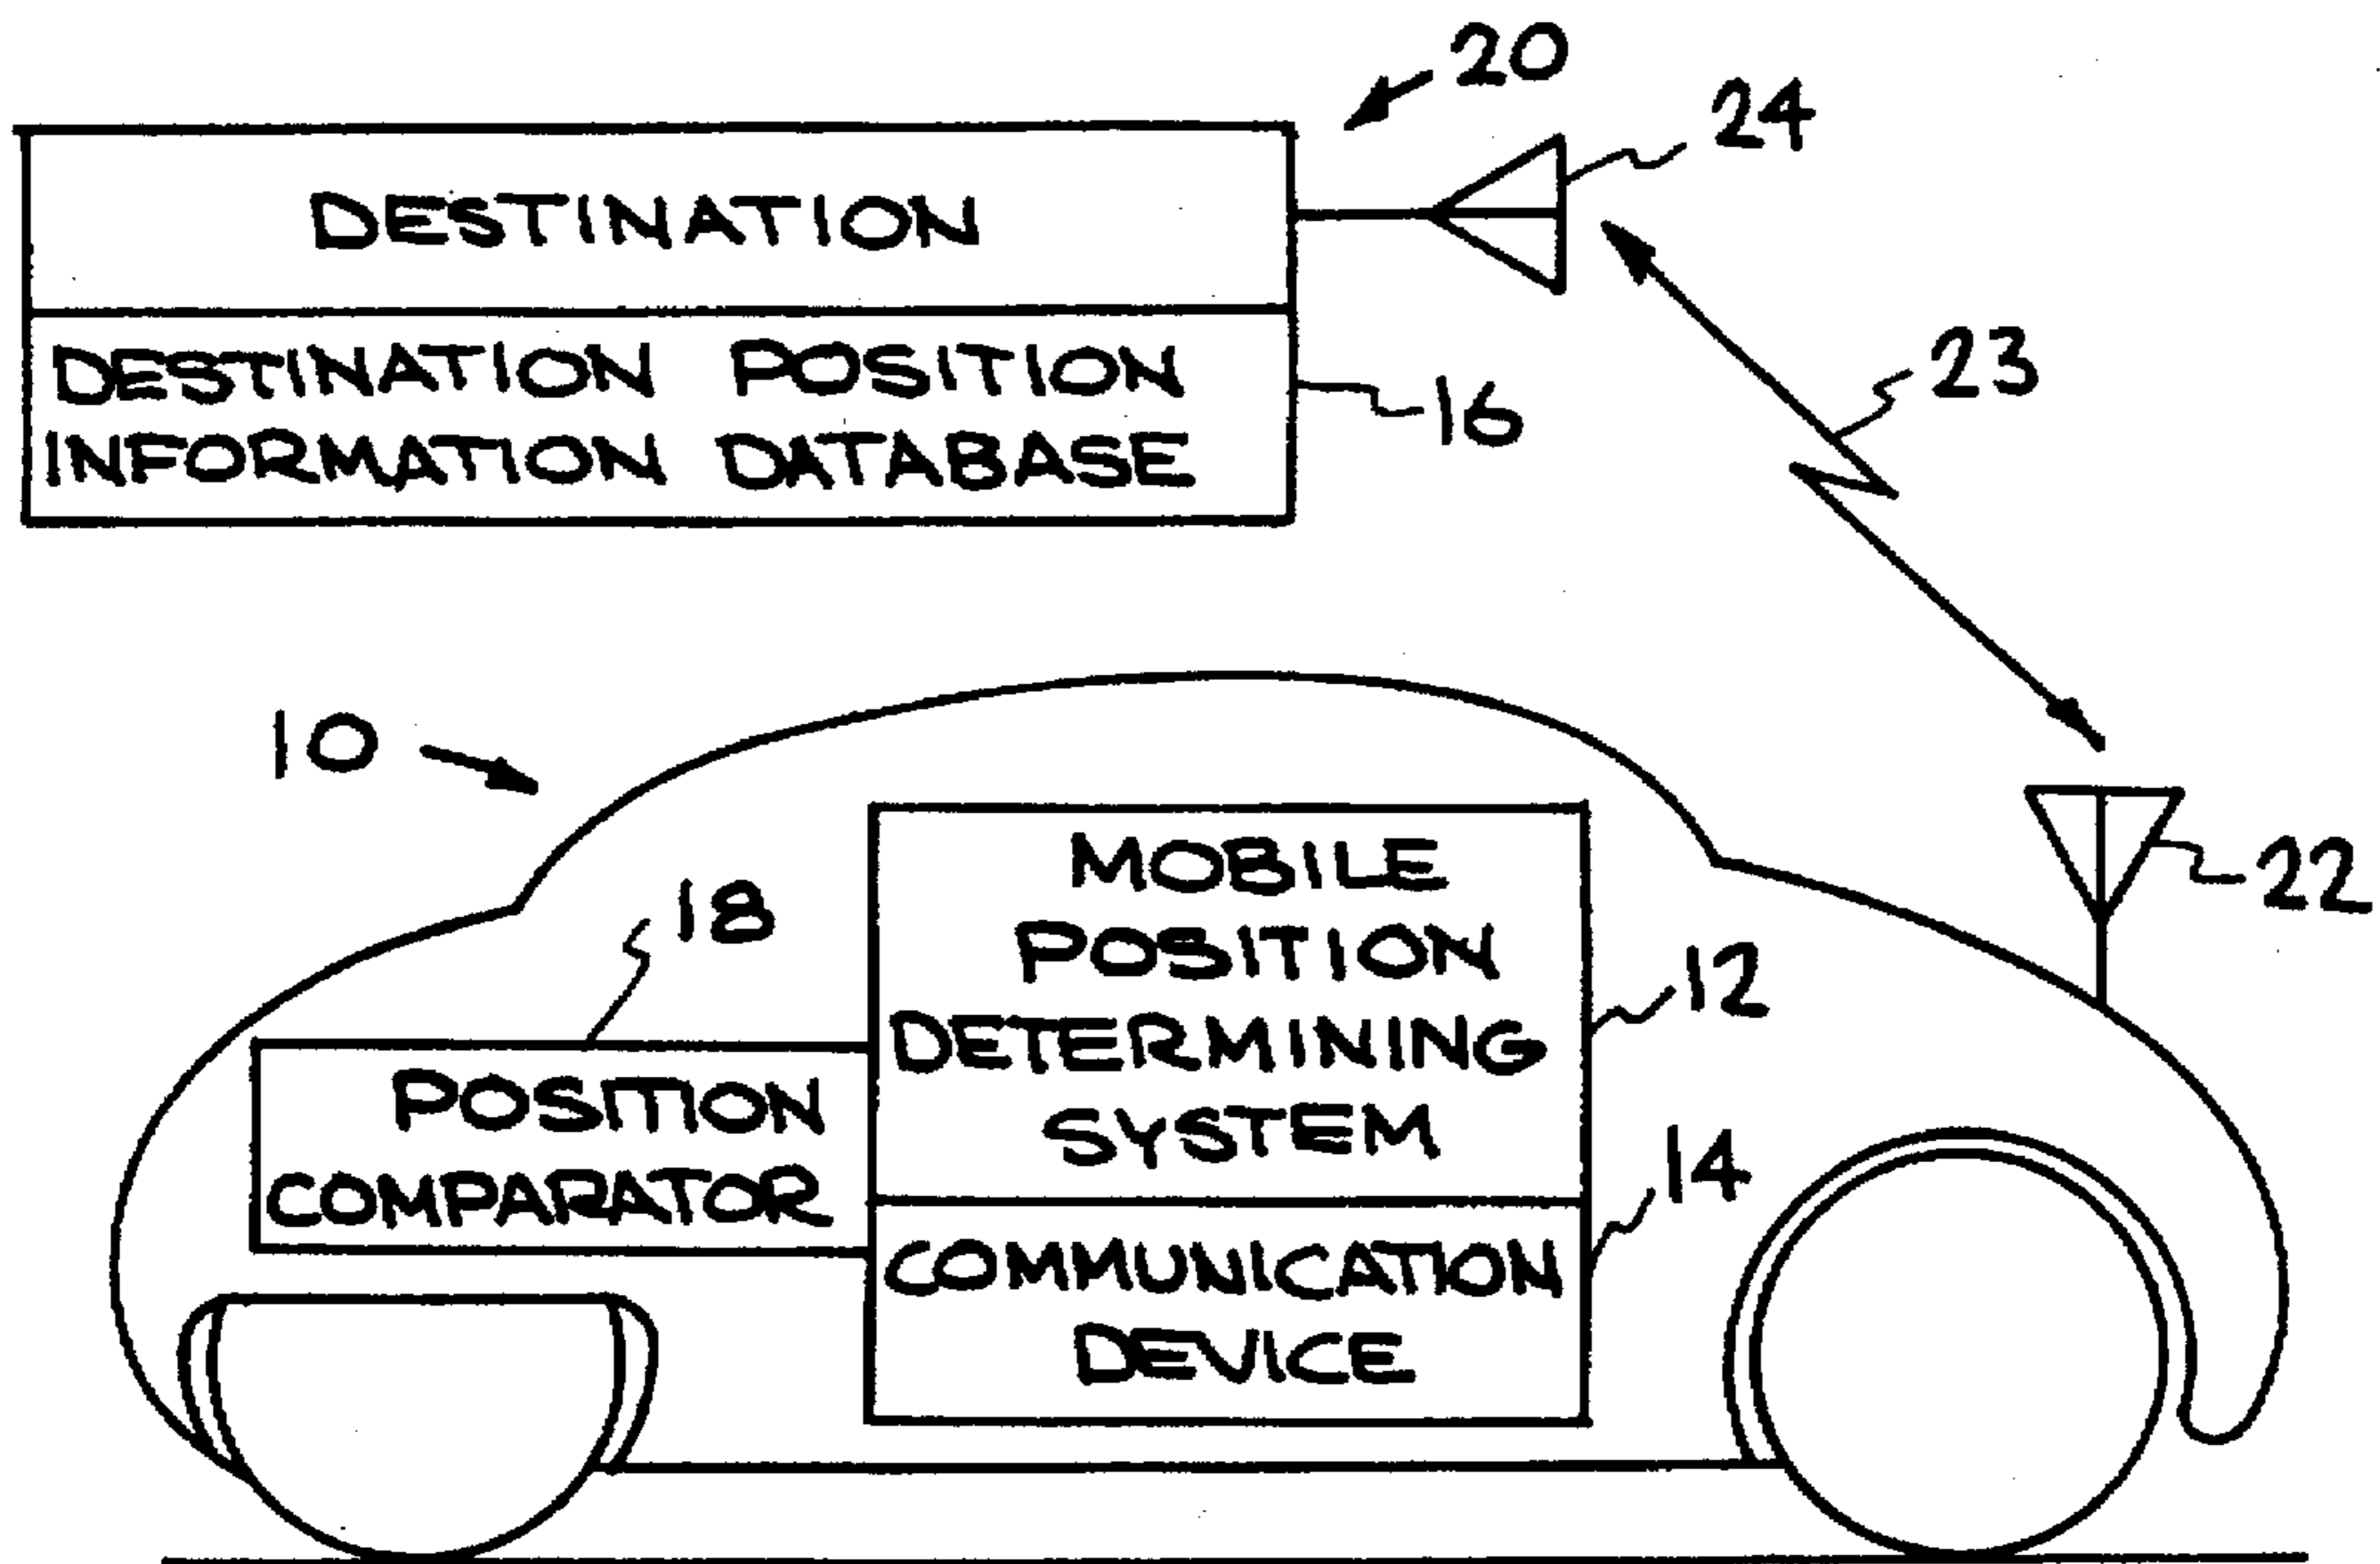 20
24
DESTINATION
23
DESTINATION POSITION
INFORMATION DATABASE
16
10
MOBILE
POSITION
DETERMINING
SYSTEM
22
18
12
POSITION
COMPARATOR
14
COMMUNICATION
DEVICE